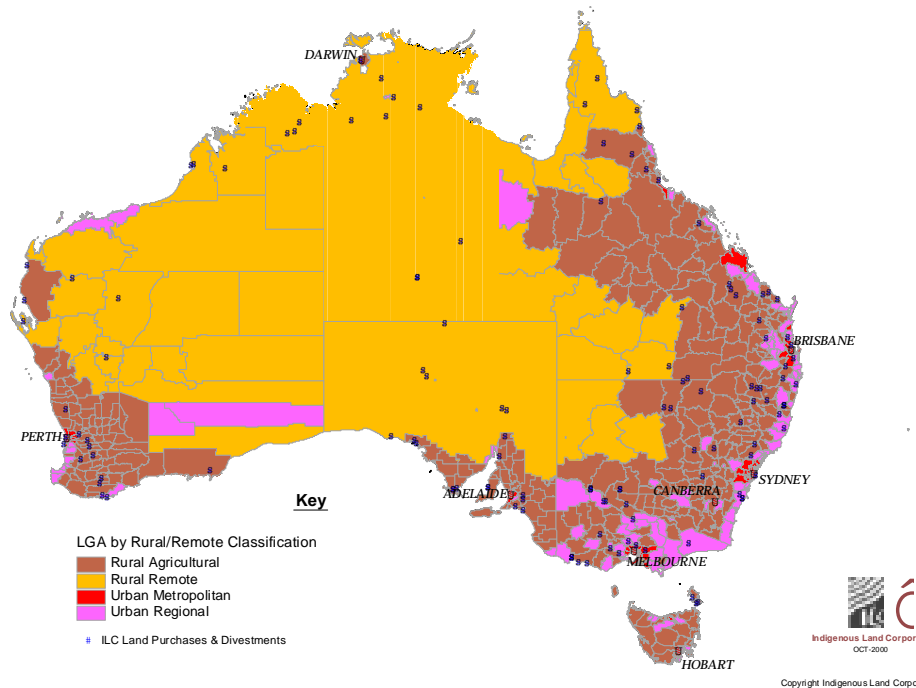 DARWIN
BRISBANE
PERTH
SYDNEY
ADELAIDE
CANBERRA
Key
MELBOURNE
LGA by Rural/Remote Classification
Rural Agricultural
Rural Remote
Urban Metropolitan
Urban Regional
# ILC Land Purchases & Divestments
HOBART
Indigenous Land Corpor
OCT-2000
Copyright Indigenous Land Corpo